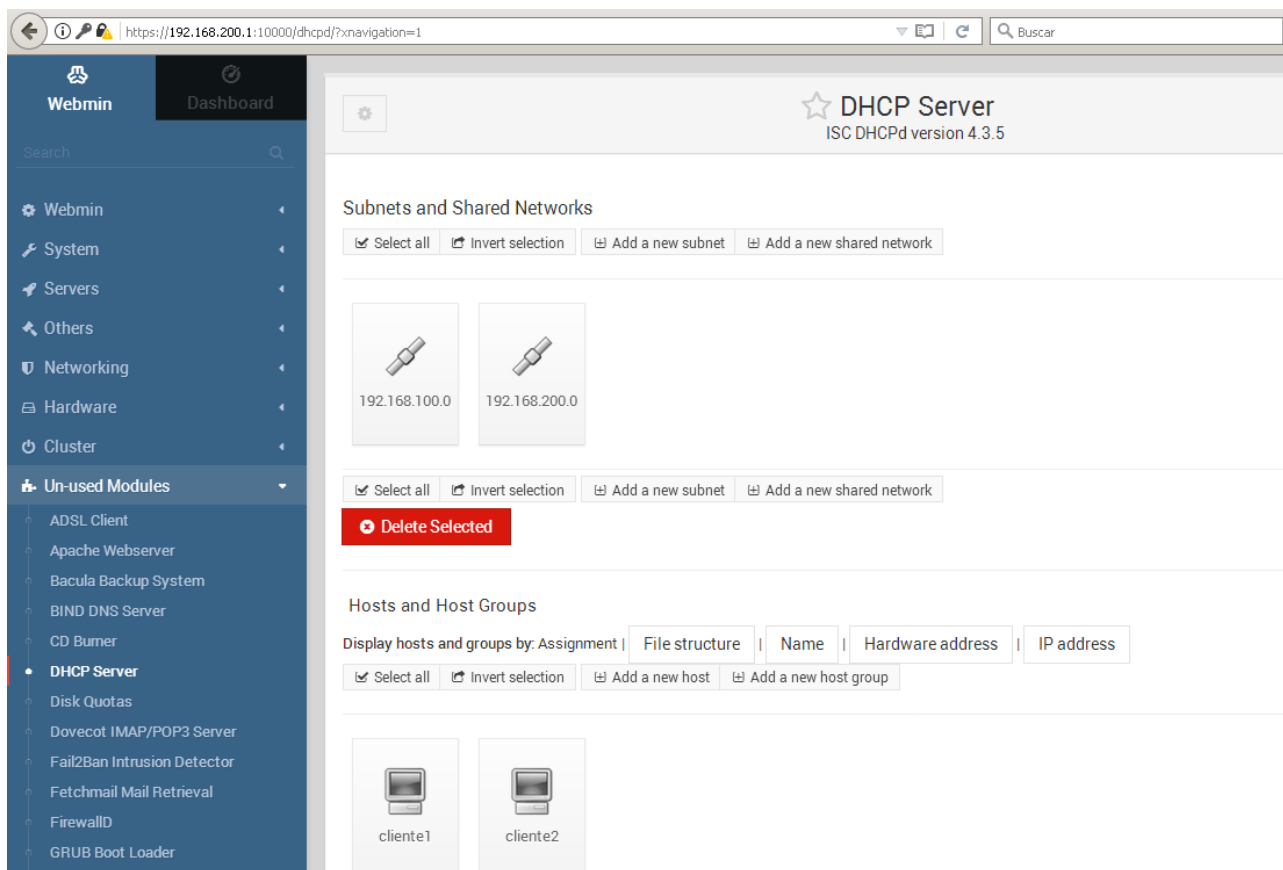 https://192.168.200.1:10000/dhcpd/?xnavigation=1
Buscar
Webmin
Dashboard
Search
Webmin
System
Servers
Others
Networking
Hardware
Cluster
Un-used Modules
ADSL Client
Apache Webserver
Bacula Backup System
BIND DNS Server
CD Burner
DHCP Server
Disk Quotas
Dovecot IMAP/POP3 Server
Fail2Ban Intrusion Detector
Fetchmail Mail Retrieval
FirewallD
GRUB Boot Loader
DHCP Server
ISC DHCPd version 4.3.5
Subnets and Shared Networks
Select all Invert selection Add a new subnet Add a new shared network
192.168.100.0 192.168.200.0
Select all Invert selection Add a new subnet Add a new shared network
Delete Selected
Hosts and Host Groups
Display hosts and groups by: Assignment | File structure | Name | Hardware address | IP address
Select all Invert selection Add a new host Add a new host group
cliente1 cliente2